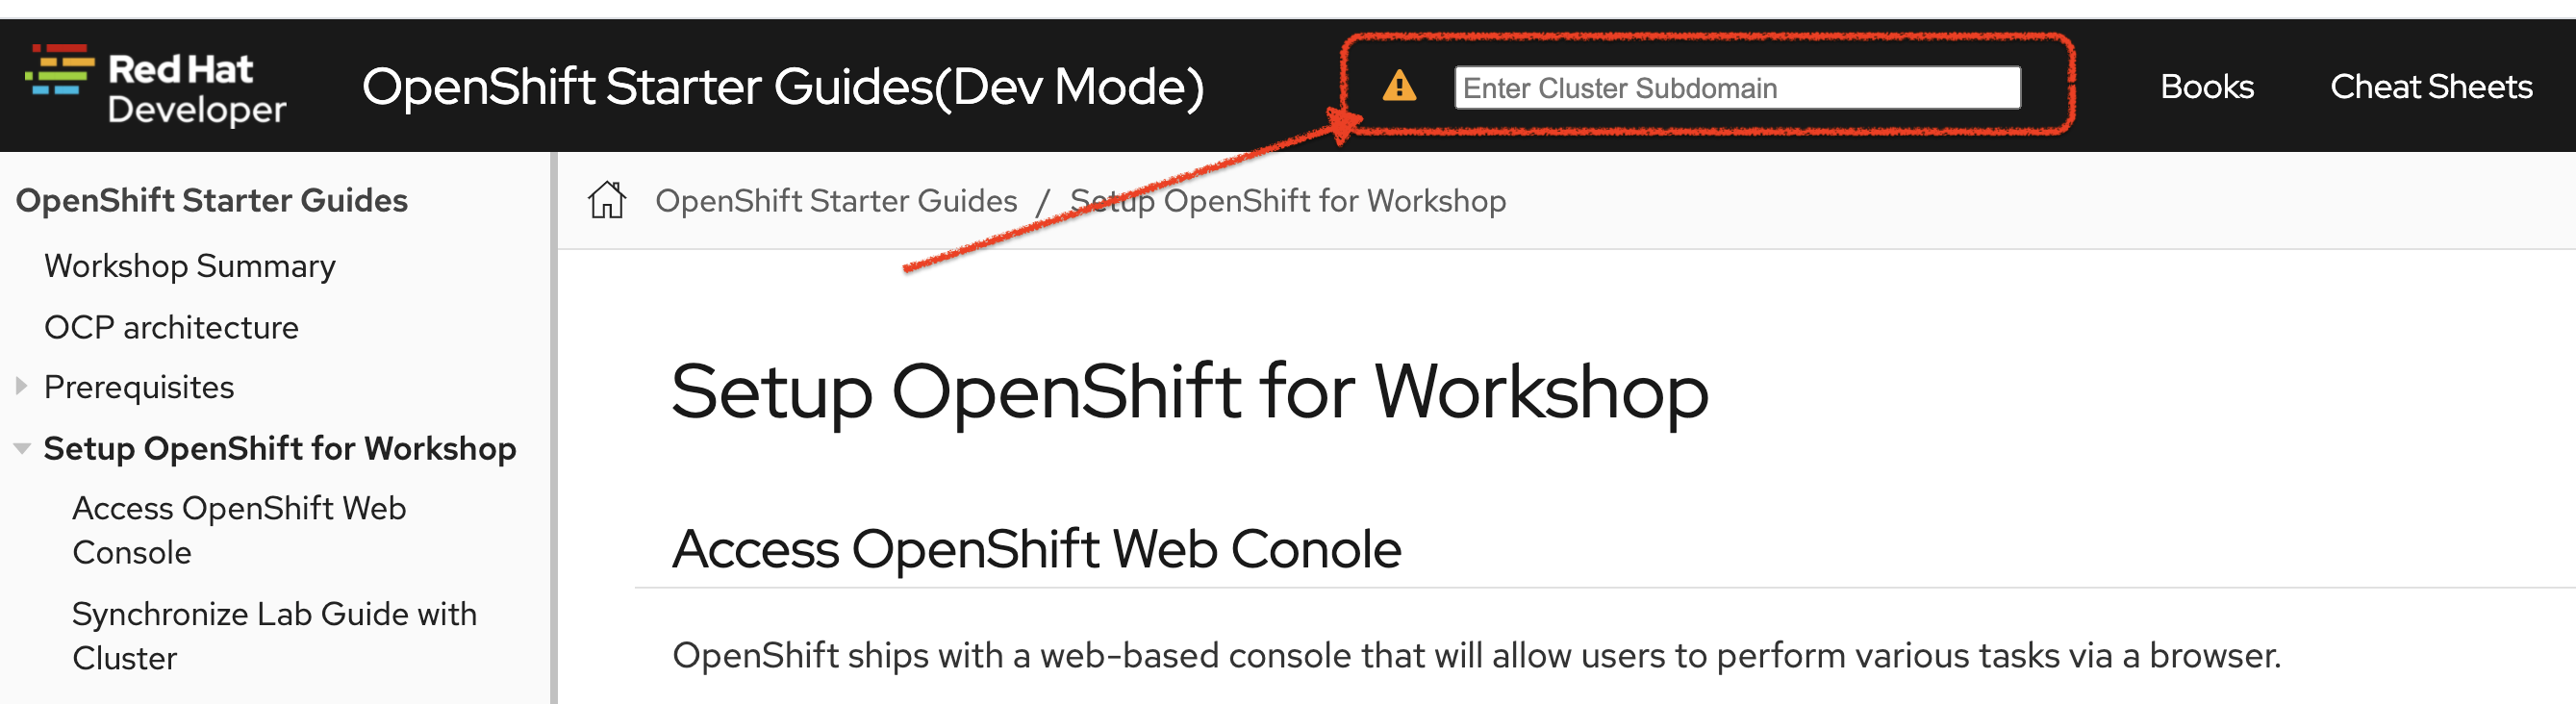 Red Hat
Developer
OpenShift Starter Guides(Dev Mode)
Enter Cluster Subdomain
Books
Cheat Sheets
OpenShift Starter Guides
Workshop Summary
OCP architecture
Prerequisites
Setup OpenShift for Workshop
Access OpenShift Web
Console
Synchronize Lab Guide with
Cluster
OpenShift Starter Guides / Setup OpenShift for Workshop
Setup OpenShift for Workshop
Access OpenShift Web Conole
OpenShift ships with a web-based console that will allow users to perform various tasks via a browser.